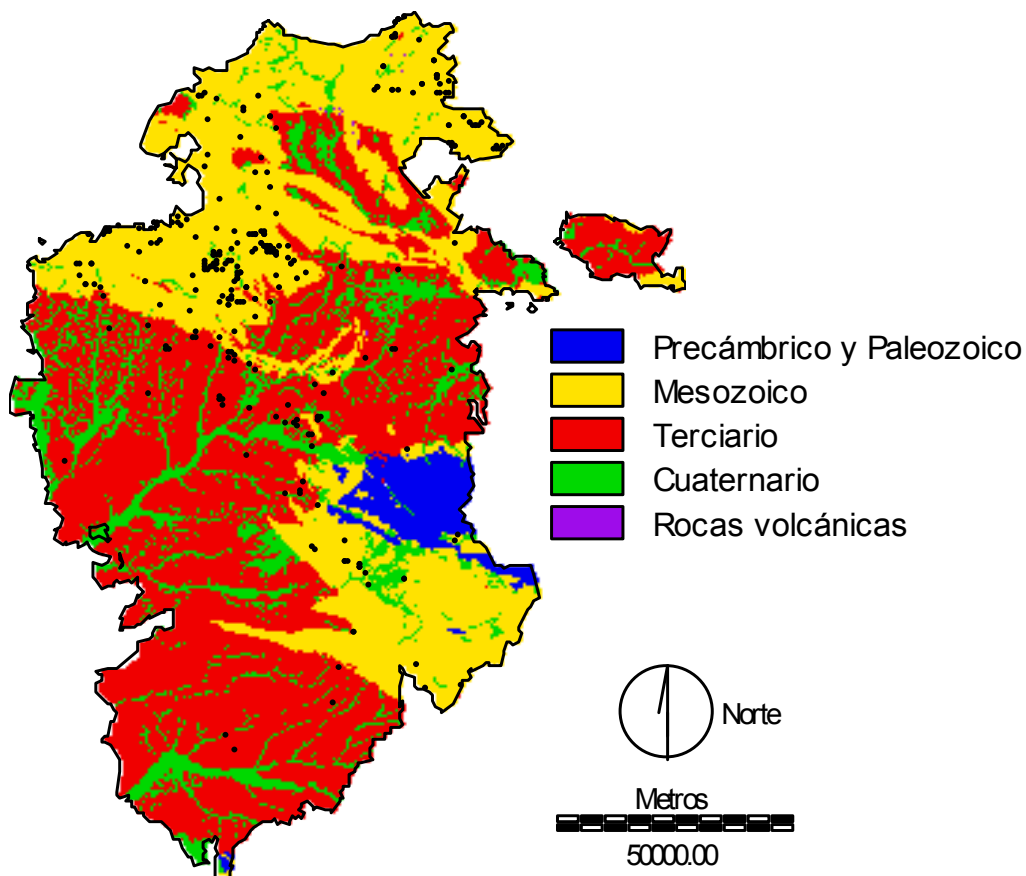 Precámbrico y Paleozoico
Mesozoico
Terciario
Cuaternario
Rocas volcánicas
Norte
Metros
50000.00